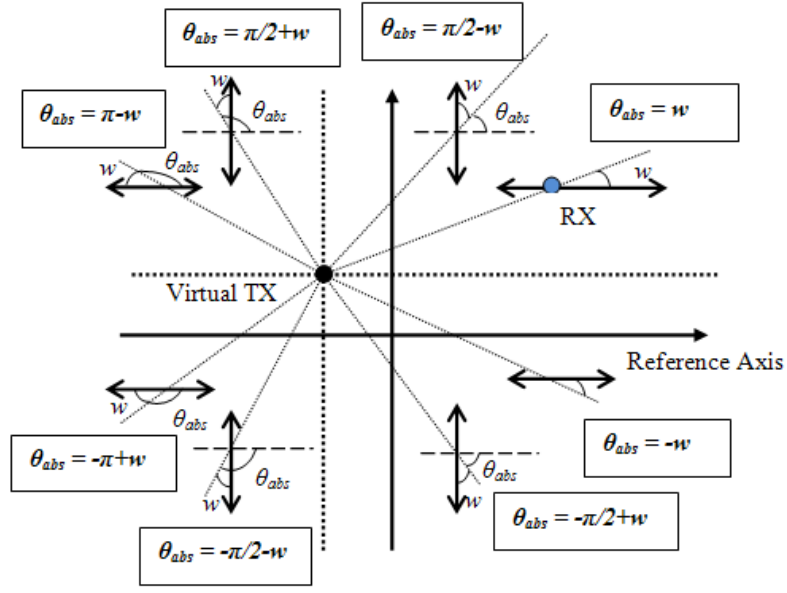 θabs = π/2+w
θabs = π/2-w
w
θabs
w
θabs
θabs = π-w
θabs = w
w
θabs
w
RX
Virtual TX
Reference Axis
w
θabs
θabs = -w
θabs = -π+w
w
θabs
w
θabs
θabs = -π/2+w
θabs = -π/2-w